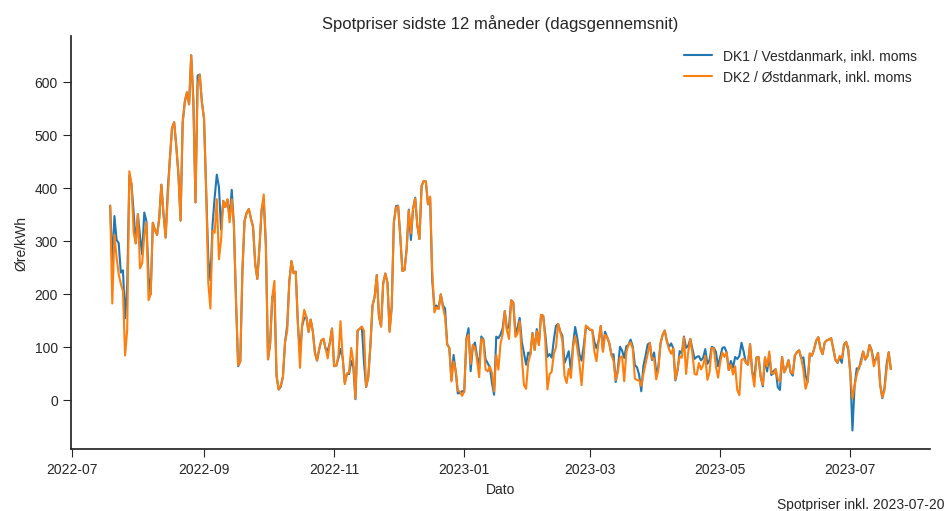 Spotpriser sidste 12 måneder (dagsgennemsnit)
DK1 / Vestdanmark, inkl. moms
DK2 / Østdanmark, inkl. moms
Øre/kWh
600
500
400
300
200
100
0
2022-07 2022-09 2022-11 2023-01 2023-03 2023-05 2023-07
Dato
Spotpriser inkl. 2023-07-20